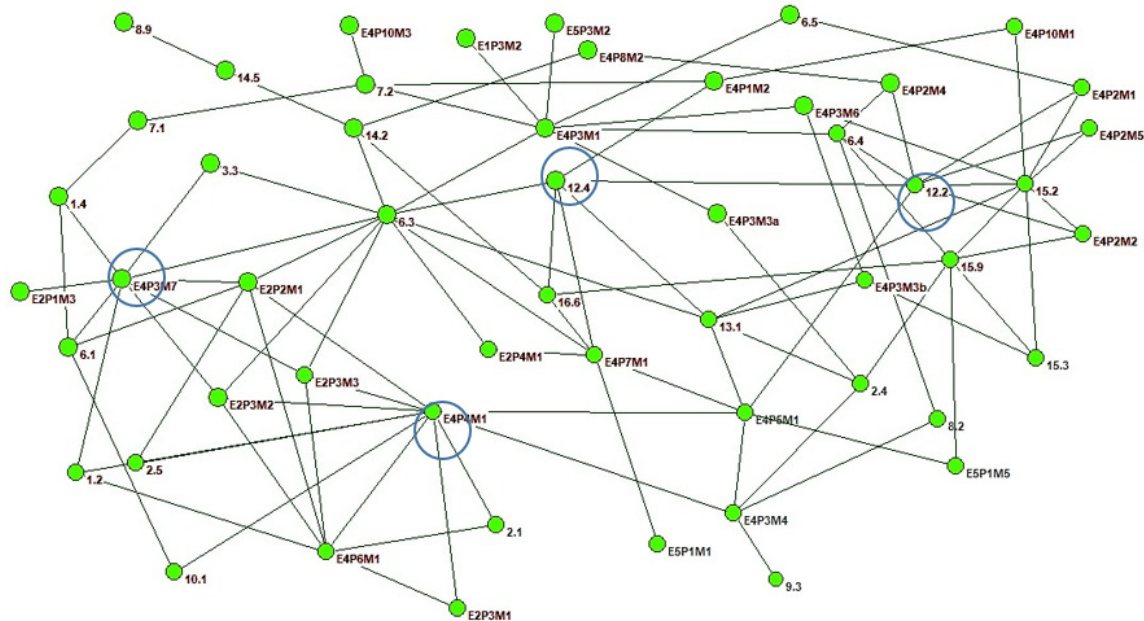 8.9
E4P10M3
E1P3M2
E5P3M2
6.5
E4P10M1
E4P8M2
14.5
7.2
E4P1M2
E4P2M4
E4P2M1
E4P3M6
7.1
14.2
E4P3M1
6.4
E4P2M5
3.3
12.4
12.2
15.2
1.4
6.3
E4P3M3a
E4P2M2
15.9
E4P3M7
E2P2M1
E4P3M3b
E2P1M3
16.6
13.1
6.1
E2P4M1
E4P7M1
15.3
E2P3M3
2.4
E2P3M2
E4P4M1
E4P5M1
8.2
2.5
1.2
E5P1M5
2.1
E4P3M4
E4P6M1
E5P1M1
10.1
9.3
E2P3M1